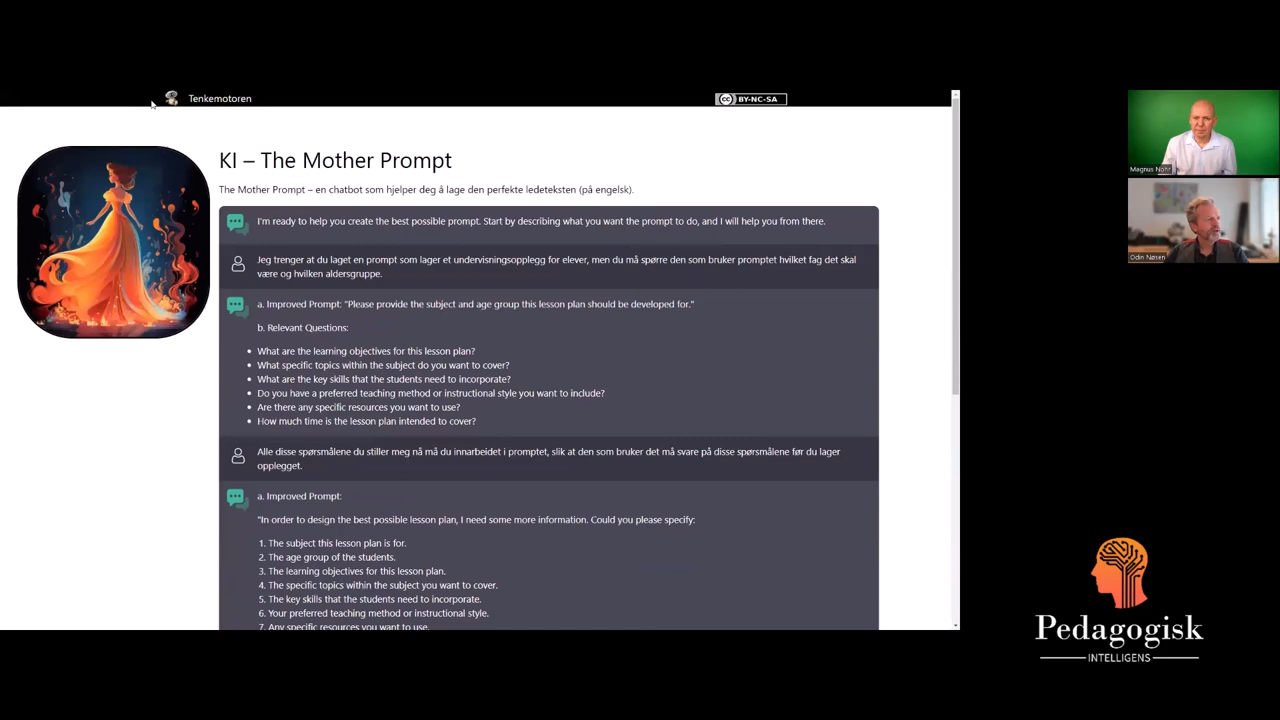 Tenkemotoren
CC BY-NC-SA
KI – The Mother Prompt
The Mother Prompt – en chatbot som hjelper deg å lage den perfekte ledeteksten (på engelsk).
I'm ready to help you create the best possible prompt. Start by describing what you want the prompt to do, and I will help you from there.
Jeg trenger at du laget en prompt som lager et undervisningsopplegg for elever, men du må spørre den som bruker promptet hvilket fag det skal
være og hvilken aldersgruppe.
a. Improved Prompt: "Please provide the subject and age group this lesson plan should be developed for."
b. Relevant Questions:
• What are the learning objectives for this lesson plan?
• What specific topics within the subject do you want to cover?
• What are the key skills that the students need to incorporate?
• Do you have a preferred teaching method or instructional style you want to include?
• Are there any specific resources you want to use?
• How much time is the lesson plan intended to cover?
Alle disse spørsmålene du stiller meg nå må du innarbeidet i promptet, slik at den som bruker det må svare på disse spørsmålene før du lager
opplegget.
a. Improved Prompt:
"In order to design the best possible lesson plan, I need some more information. Could you please specify:
1. The subject this lesson plan is for.
2. The age group of the students.
3. The learning objectives for this lesson plan.
4. The specific topics within the subject you want to cover.
5. The key skills that the students need to incorporate.
6. Your preferred teaching method or instructional style.
7. Any specific resources you want to use.
Magnus Nohr
Odin Nøsen
Pedagogisk
INTELLIGENS